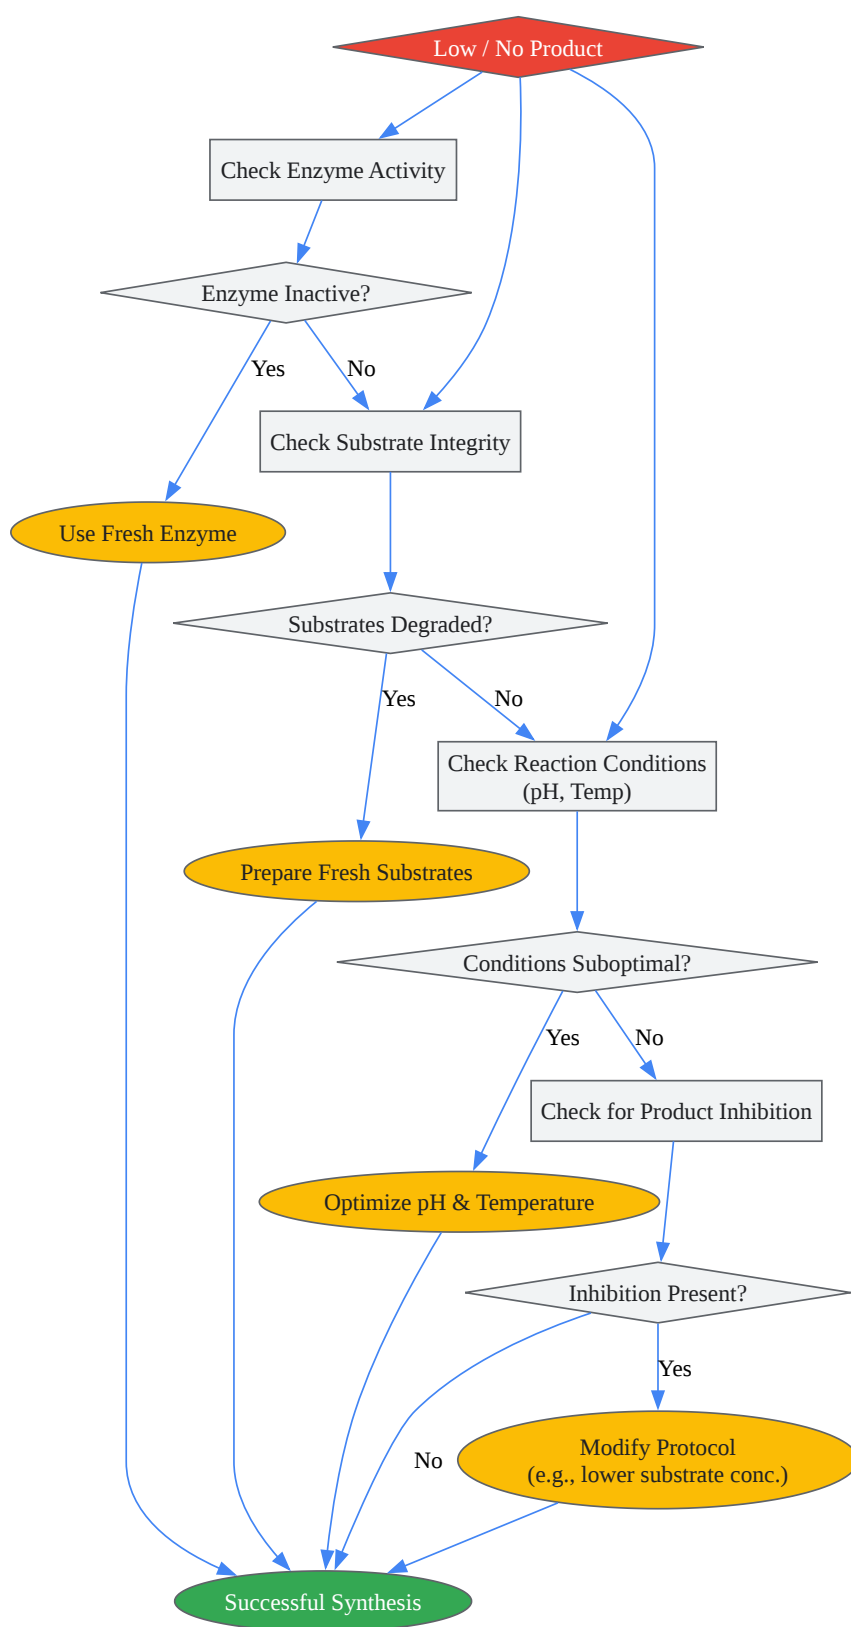 Low / No Product
Check Enzyme Activity
Enzyme Inactive?
Yes
No
Check Substrate Integrity
Use Fresh Enzyme
Substrates Degraded?
Yes
No
Check Reaction Conditions
(pH, Temp)
Prepare Fresh Substrates
Conditions Suboptimal?
Yes
No
Check for Product Inhibition
Optimize pH & Temperature
Inhibition Present?
Yes
No
Modify Protocol
(e.g., lower substrate conc.)
Successful Synthesis